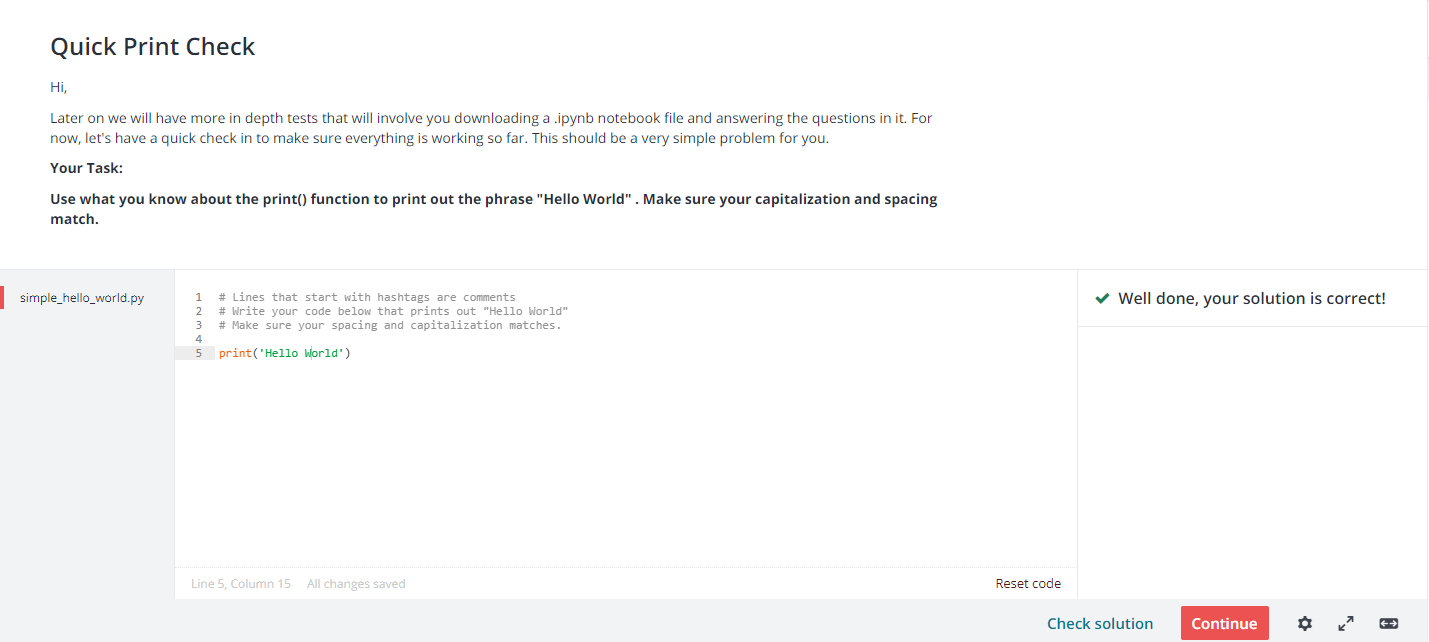 Quick Print Check
Hi,
Later on we will have more in depth tests that will involve you downloading a .ipynb notebook file and answering the questions in it. For
now, let's have a quick check in to make sure everything is working so far. This should be a very simple problem for you.
Your Task:
Use what you know about the print() function to print out the phrase "Hello World" . Make sure your capitalization and spacing
match.
simple_hello_world.py
1 # Lines that start with hashtags are comments
2 # Write your code below that prints out "Hello World"
3 # Make sure your spacing and capitalization matches.
4
5 print('Hello World')
Well done, your solution is correct!
Line 5, Column 15 All changes saved
Reset code
Check solution
Continue